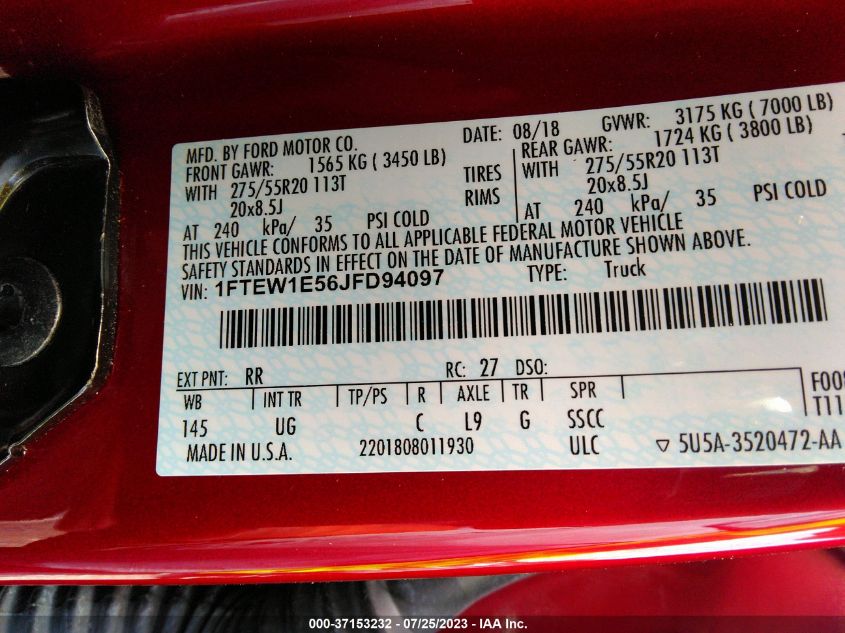 MFD. BY FORD MOTOR CO. DATE: 08/18 GVWR: 3175 KG ( 7000 LB)
FRONT GAWR: 1565 KG ( 3450 LB) REAR GAWR: 1724 KG ( 3800 LB)
WITH 275/55R20 113T TIRES WITH 275/55R20 113T
20x8.5J RIMS 20x8.5J
AT 240 kPa/ 35 PSI COLD AT 240 kPa/ 35 PSI COLD
THIS VEHICLE CONFORMS TO ALL APPLICABLE FEDERAL MOTOR VEHICLE
SAFETY STANDARDS IN EFFECT ON THE DATE OF MANUFACTURE SHOWN ABOVE.
VIN: 1FTEW1E56JFD94097 TYPE: Truck
EXT PNT: RR RC: 27 DSO:
WB INT TR TP/PS R AXLE TR SPR
145 UG C L9 G SSCC
MADE IN U.S.A. 2201808011930 ULC ▽ 5U5A-3520472-AA
000-37153232 - 07/25/2023 - IAA Inc.